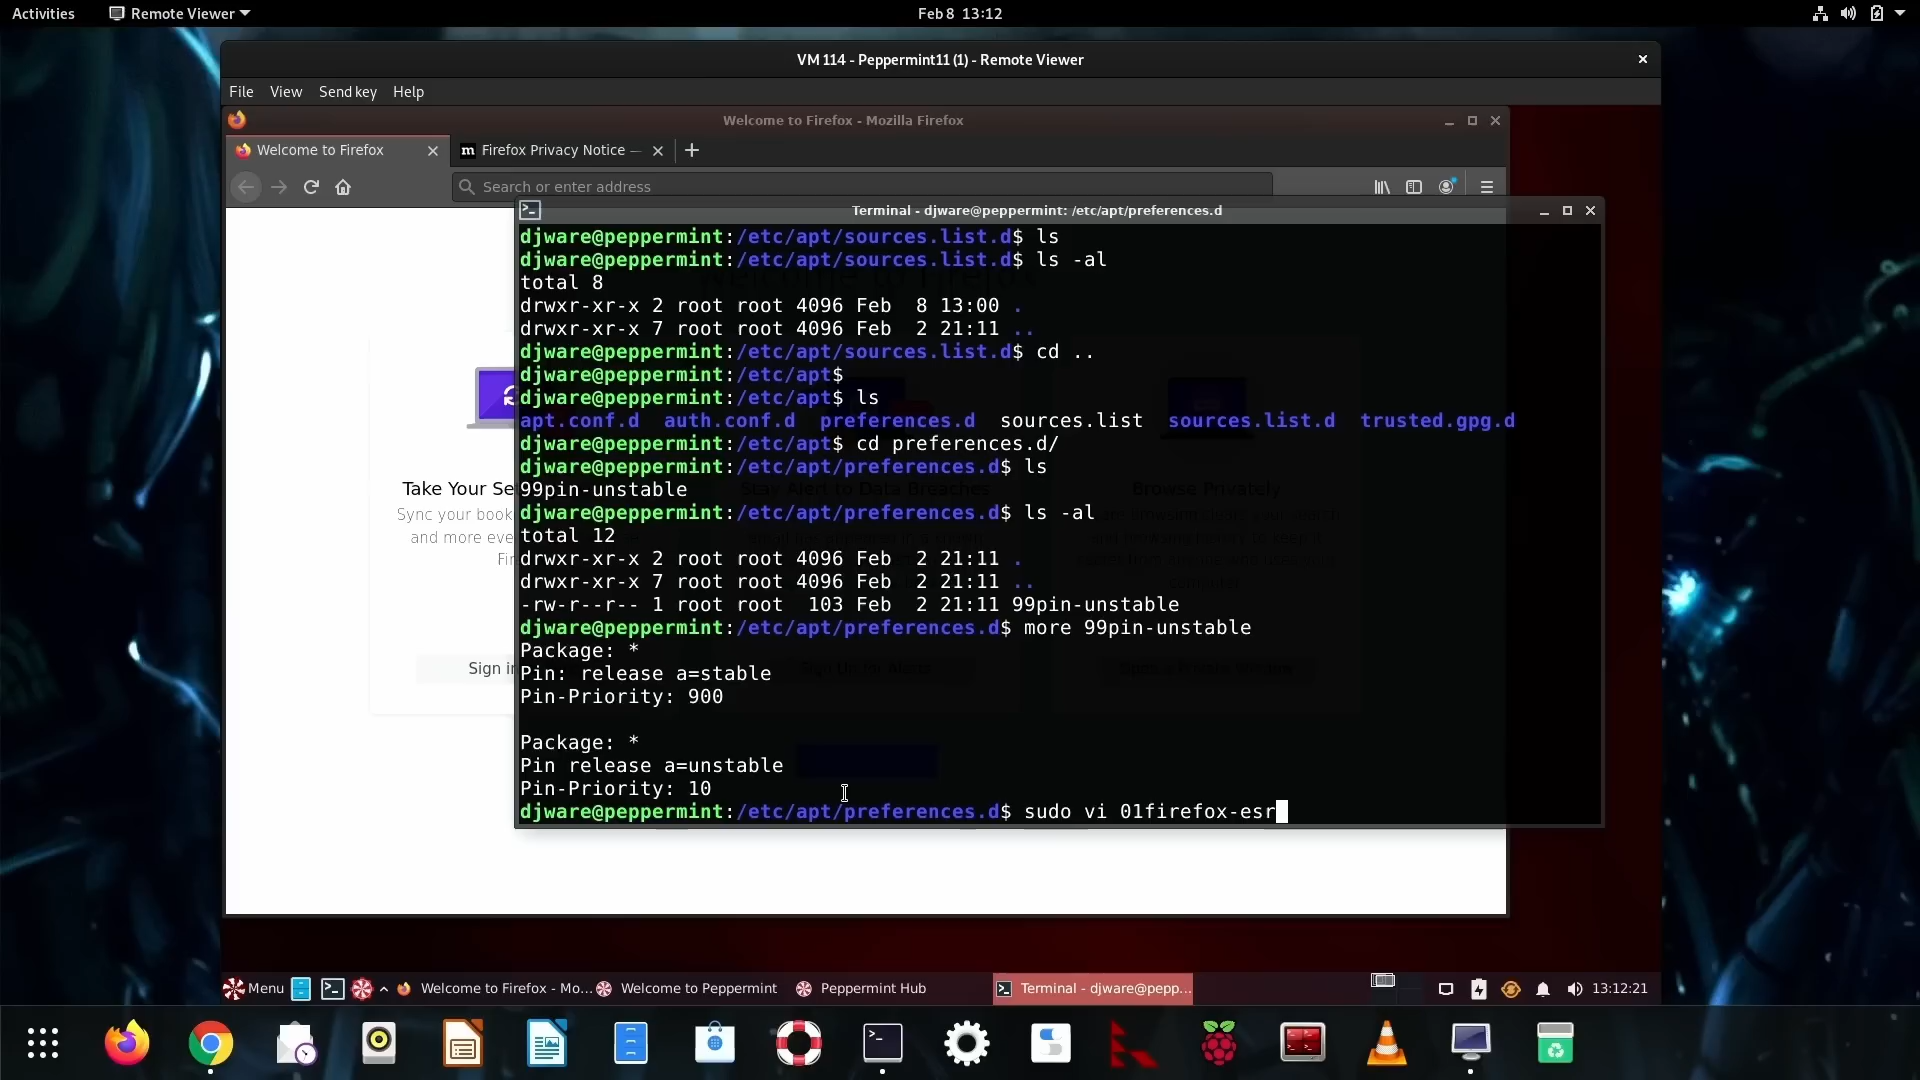 Activities
Remote Viewer
Feb 8 13:12
VM 114 - Peppermint11 (1) - Remote Viewer
File View Send key Help
Welcome to Firefox - Mozilla Firefox
Welcome to Firefox
m Firefox Privacy Notice —
Search or enter address
Terminal - djware@peppermint: /etc/apt/preferences.d
djware@peppermint:/etc/apt/sources.list.d$ ls
djware@peppermint:/etc/apt/sources.list.d$ ls -al
total 8
drwxr-xr-x 2 root root 4096 Feb  8 13:00 .
drwxr-xr-x 7 root root 4096 Feb  2 21:11 ..
djware@peppermint:/etc/apt/sources.list.d$ cd ..
djware@peppermint:/etc/apt$
djware@peppermint:/etc/apt$ ls
apt.conf.d  auth.conf.d  preferences.d  sources.list  sources.list.d  trusted.gpg.d
djware@peppermint:/etc/apt$ cd preferences.d/
djware@peppermint:/etc/apt/preferences.d$ ls
99pin-unstable
djware@peppermint:/etc/apt/preferences.d$ ls -al
total 12
drwxr-xr-x 2 root root 4096 Feb  2 21:11 .
drwxr-xr-x 7 root root 4096 Feb  2 21:11 ..
-rw-r--r-- 1 root root  103 Feb  2 21:11 99pin-unstable
djware@peppermint:/etc/apt/preferences.d$ more 99pin-unstable
Package: *
Pin: release a=stable
Pin-Priority: 900
Package: *
Pin release a=unstable
Pin-Priority: 10
djware@peppermint:/etc/apt/preferences.d$ sudo vi 01firefox-esr
Take Your Se
Sync your book
and more eve
Fir
Sign in
Stay Alert to Data Breaches
Browse Privately
Menu
Welcome to Firefox - Mo...
Welcome to Peppermint
Peppermint Hub
Terminal - djware@pepp...
13:12:21